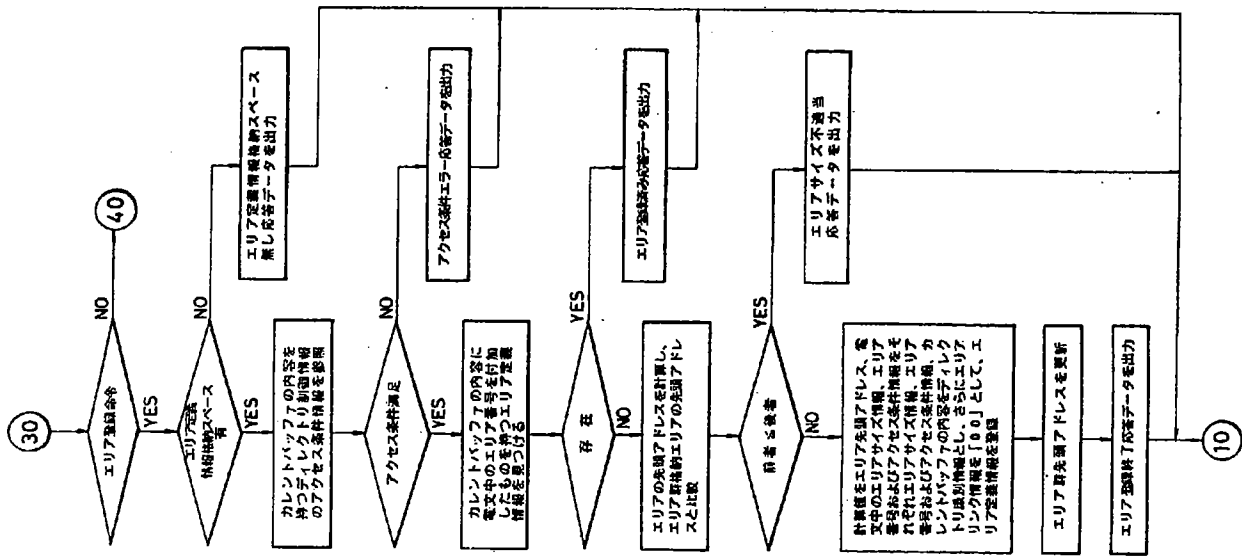 30
エリア登録命令
NO
40
YES
エリア定義
情報格納スペース
有
NO
エリア定義情報格納スペース
無し応答データを出力
YES
カレントバッファの内容を
持つディレクトリ制御情報
のアクセス条件情報を参照
アクセス条件満足
NO
アクセス条件エラー応答データを出力
YES
カレントバッファの内容に
電文中のエリア番号を付加
したものを持つエリア定義
情報を見つける
存在
YES
エリア登録済み応答データを出力
NO
エリアの先頭アドレスを計算し、
エリア群格納エリアの先頭アドレ
スと比較
前者≦後者
YES
エリアサイズ不適当
応答データを出力
NO
計算値をエリア先頭アドレス、電
文中のエリアサイズ情報、エリア
番号およびアクセス条件情報をそ
れぞれエリアサイズ情報、エリア
番号およびアクセス条件情報、カ
レントバッファの内容をディレク
トリ識別情報とし、さらにエリア
リンク情報を「00」として、エ
リア定義情報を登録
エリア群先頭アドレスを更新
エリア登録終了応答データを出力
10